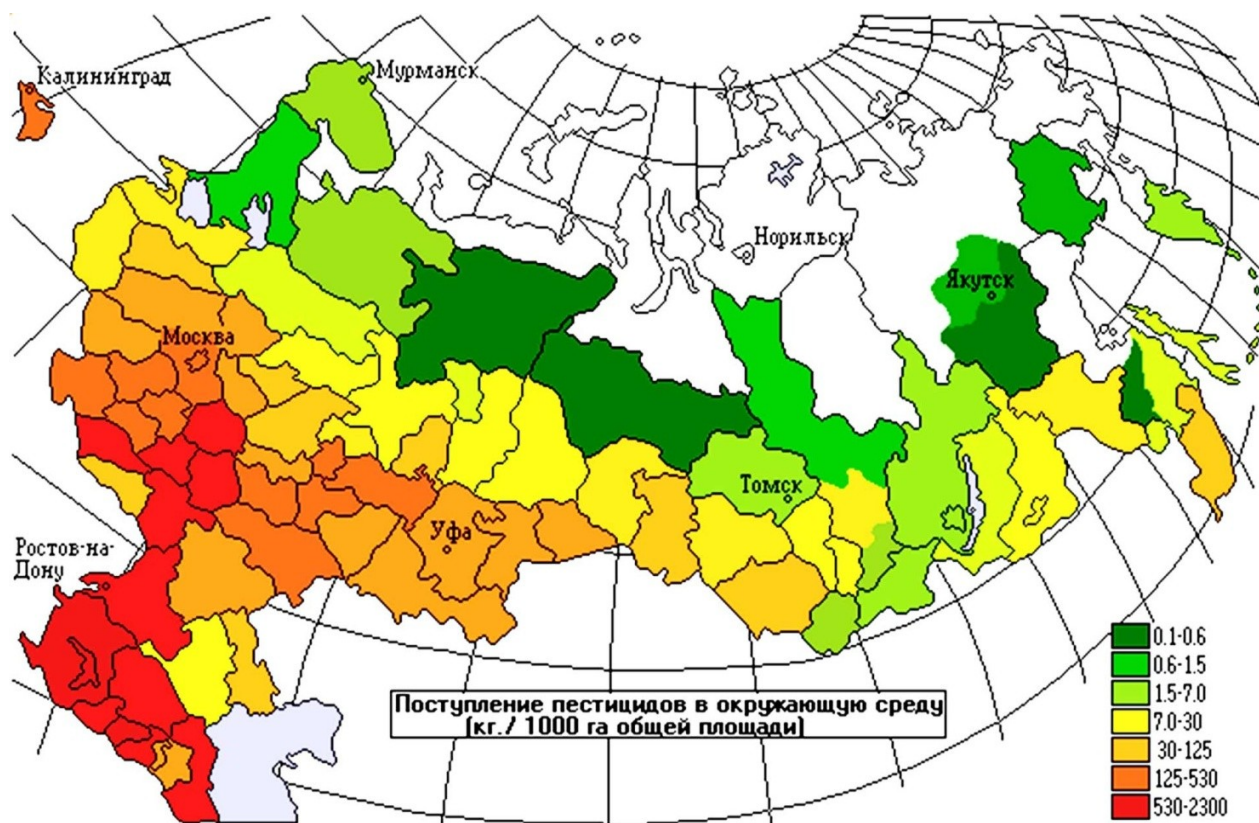 Калининград
Мурманск
Норильск
Якутск
Москва
Томск
Уфа
Ростов-на-
Дону
Поступление пестицидов в окружающую среду
(кг./ 1000 га общей площади)
0.1-0.6
0.6-1.5
1.5-7.0
7.0-30
30-125
125-530
530-2300